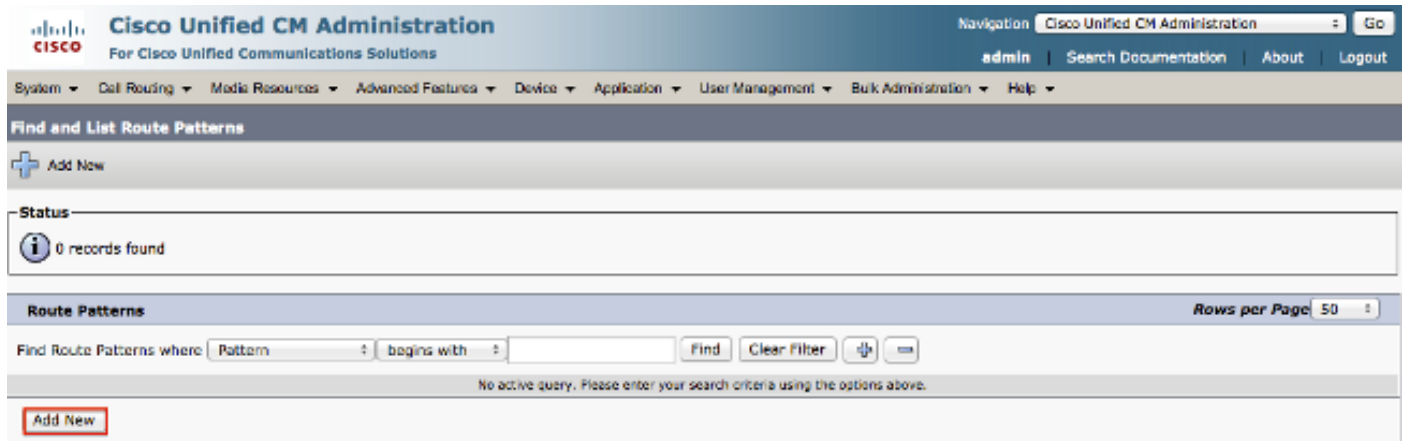 CISCO
Cisco Unified CM Administration
For Cisco Unified Communications Solutions
Navigation Cisco Unified CM Administration Go
admin | Search Documentation | About | Logout
System Call Routing Media Resources Advanced Features Device Application User Management Bulk Administration Help
Find and List Route Patterns
Add New
Status
0 records found
Route Patterns
Rows per Page 50
Find Route Patterns where Pattern begins with Find Clear Filter
No active query. Please enter your search criteria using the options above.
Add New